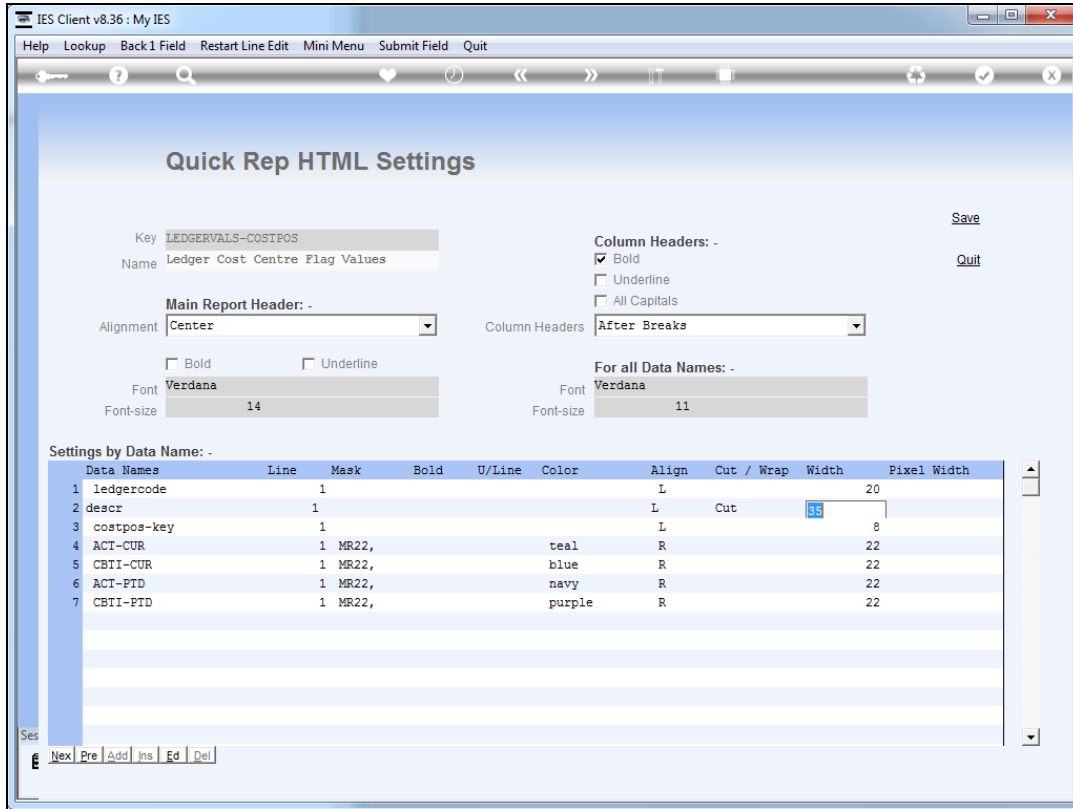 IES Client v8.36 : My IES
Help Lookup Back 1 Field Restart Line Edit Mini Menu Submit Field Quit
Quick Rep HTML Settings
Save
Key LEDGERVALS-COSTPOS
Column Headers: -
Name Ledger Cost Centre Flag Values
Bold
Quit
Underline
Main Report Header: -
All Capitals
Alignment Center
Column Headers After Breaks
Bold Underline
For all Data Names: -
Font Verdana
Font Verdana
Font-size 14
Font-size 11
Settings by Data Name: -
Data Names Line Mask Bold U/Line Color Align Cut / Wrap Width Pixel Width
1 ledgercode 1 L 20
2 descr 1 L Cut 35
3 costpos-key 1 L 8
4 ACT-CUR 1 MR22, teal R 22
5 CBTI-CUR 1 MR22, blue R 22
6 ACT-PTD 1 MR22, navy R 22
7 CBTI-PTD 1 MR22, purple R 22
Ses
Nex Pre Add Ins Ed Del